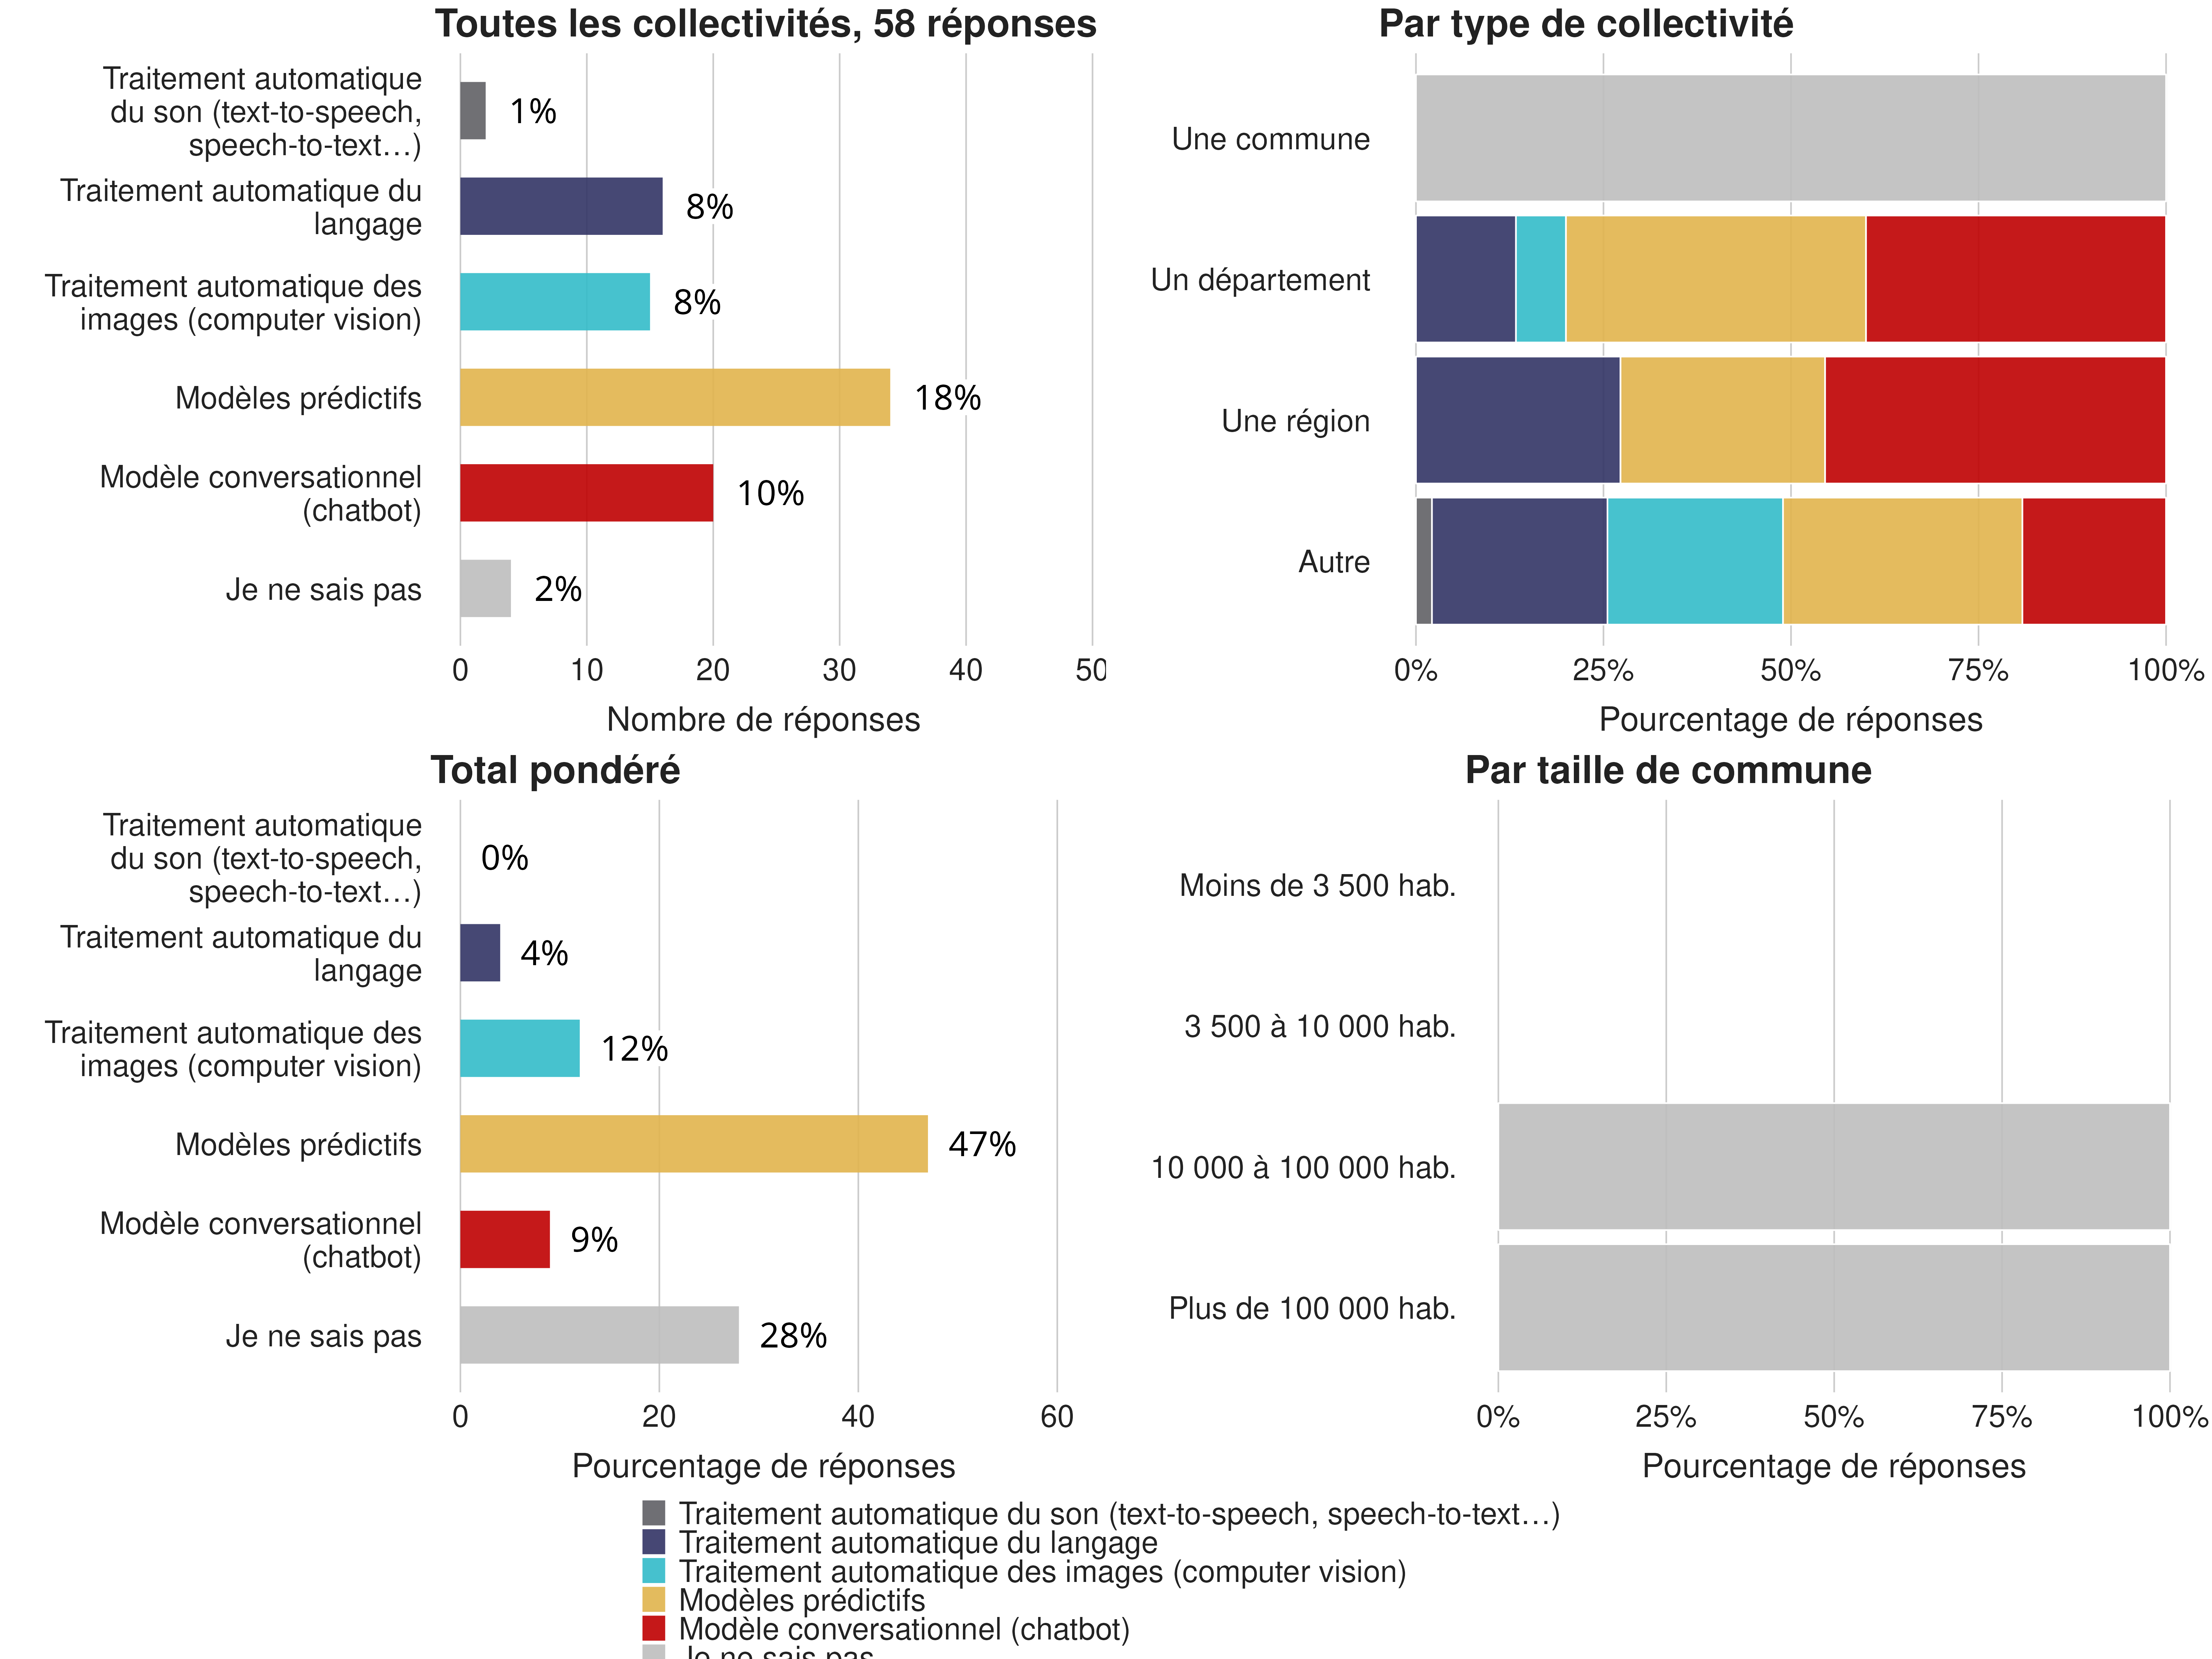 Toutes les collectivités, 58 réponses
Traitement automatique
du son (text-to-speech,
speech-to-text…)
1%
Traitement automatique du
langage
8%
Traitement automatique des
images (computer vision)
8%
Modèles prédictifs
18%
Modèle conversationnel
(chatbot)
10%
Je ne sais pas
2%
0 10 20 30 40 50
Nombre de réponses
Par type de collectivité
Une commune
Un département
Une région
Autre
0% 25% 50% 75% 100%
Pourcentage de réponses
Total pondéré
Traitement automatique
du son (text-to-speech,
speech-to-text…)
0%
Traitement automatique du
langage
4%
Traitement automatique des
images (computer vision)
12%
Modèles prédictifs
47%
Modèle conversationnel
(chatbot)
9%
Je ne sais pas
28%
0 20 40 60
Pourcentage de réponses
Par taille de commune
Moins de 3 500 hab.
3 500 à 10 000 hab.
10 000 à 100 000 hab.
Plus de 100 000 hab.
0% 25% 50% 75% 100%
Pourcentage de réponses
Traitement automatique du son (text-to-speech, speech-to-text…)
Traitement automatique du langage
Traitement automatique des images (computer vision)
Modèles prédictifs
Modèle conversationnel (chatbot)
Je ne sais pas